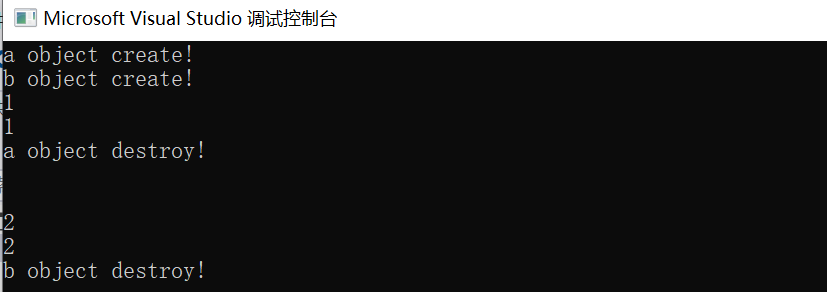 Microsoft Visual Studio 调试控制台
a object create!
b object create!
1
1
a object destroy!
2
2
b object destroy!